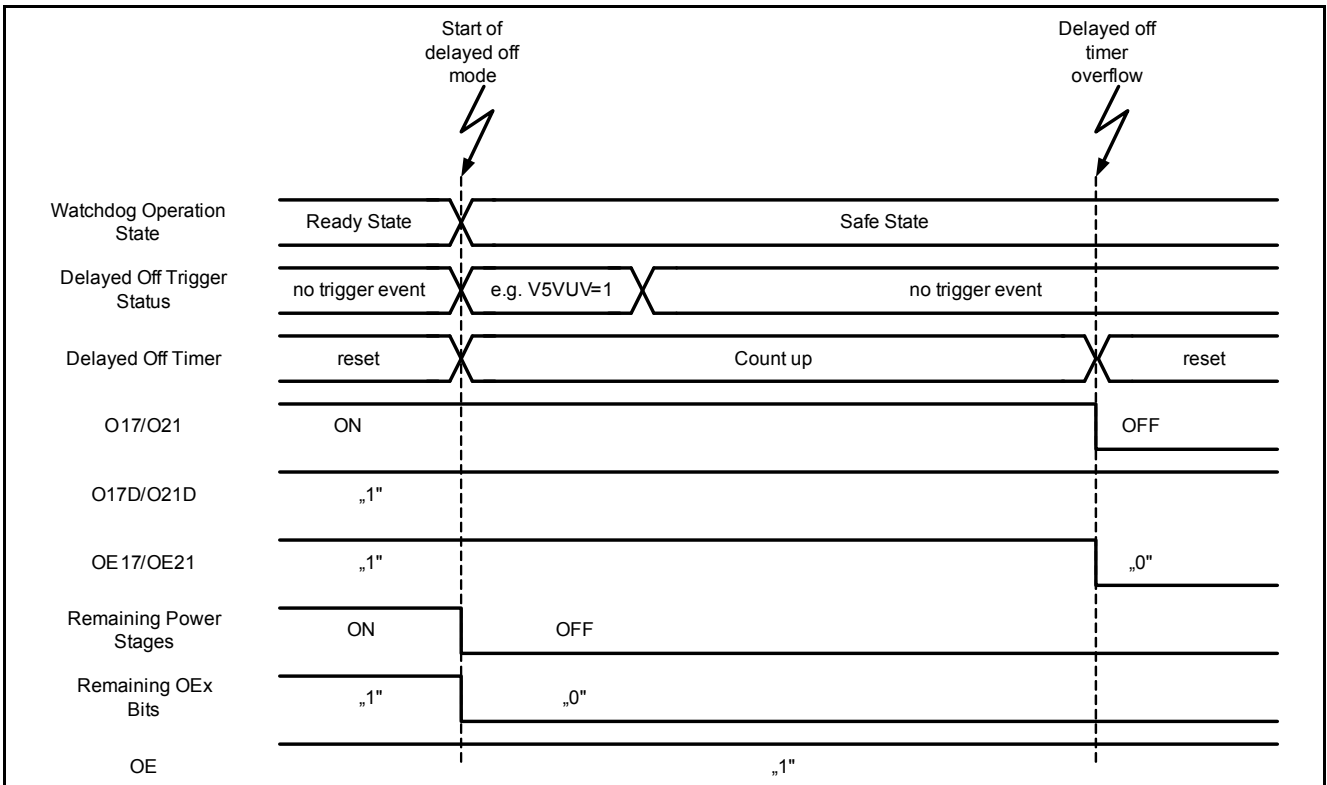 Start of
delayed off
mode
Delayed off
timer
overflow
Watchdog Operation
State
Ready State
Safe State
Delayed Off Trigger
Status
no trigger event
e.g. V5VUV=1
no trigger event
Delayed Off Timer
reset
Count up
reset
O17/O21
ON
OFF
O17D/O21D
„1"
OE17/OE21
„1"
„0"
Remaining Power
Stages
ON
OFF
Remaining OEx
Bits
„1"
„0"
OE
„1"